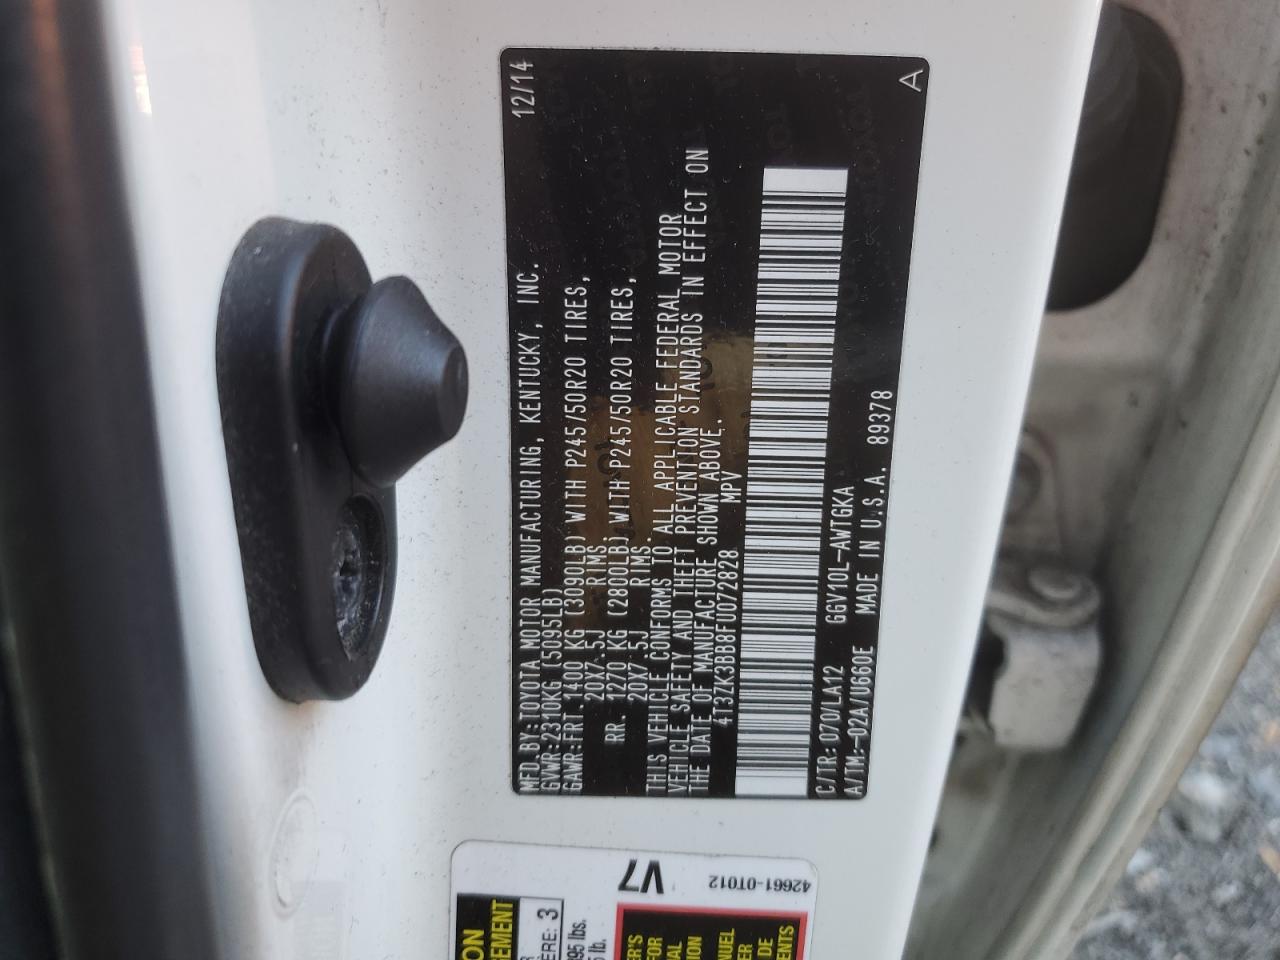 12/14
MFD.BY:TOYOTA MOTOR MANUFACTURING, KENTUCKY, INC.
GVWR:2310KG (5095LB)
GAWR:FRT.1400 KG (3090LB) WITH P245/50R20 TIRES,
20X7.5J RIMS
RR. 1270 KG (2800LB) WITH P245/50R20 TIRES,
20X7.5J RIMS.
THIS VEHICLE CONFORMS TO ALL APPLICABLE FEDERAL MOTOR
VEHICLE SAFETY AND THEFT PREVENTION STANDARDS IN EFFECT ON
THE DATE OF MANUFACTURE SHOWN ABOVE.
4T3ZK3BB8FU072828 MPV
C/TR: 070/LA12 GGV10L-AWTGKA
A/TM:-02A/U660E MADE IN U.S.A. 89378
A
V7
42661-0T012
ÈRE: 3